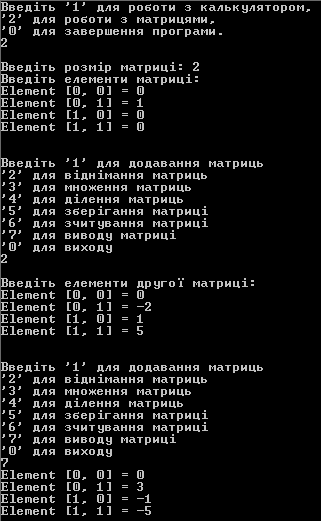 Введіть '1' для роботи з калькулятором,
'2' для роботи з матрицями,
'0' для завершення програми.
2
Введіть розмір матриці: 2
Введіть елементи матриці:
Element [0, 0] = 0
Element [0, 1] = 1
Element [1, 0] = 0
Element [1, 1] = 0
Введіть '1' для додавання матриць
'2' для віднімання матриць
'3' для множення матриць
'4' для ділення матриць
'5' для зберігання матриці
'6' для зчитування матриці
'7' для виводу матриці
'0' для виходу
2
Введіть елементи другої матриці:
Element [0, 0] = 0
Element [0, 1] = -2
Element [1, 0] = 1
Element [1, 1] = 5
Введіть '1' для додавання матриць
'2' для віднімання матриць
'3' для множення матриць
'4' для ділення матриць
'5' для зберігання матриці
'6' для зчитування матриці
'7' для виводу матриці
'0' для виходу
7
Element [0, 0] = 0
Element [0, 1] = 3
Element [1, 0] = -1
Element [1, 1] = -5